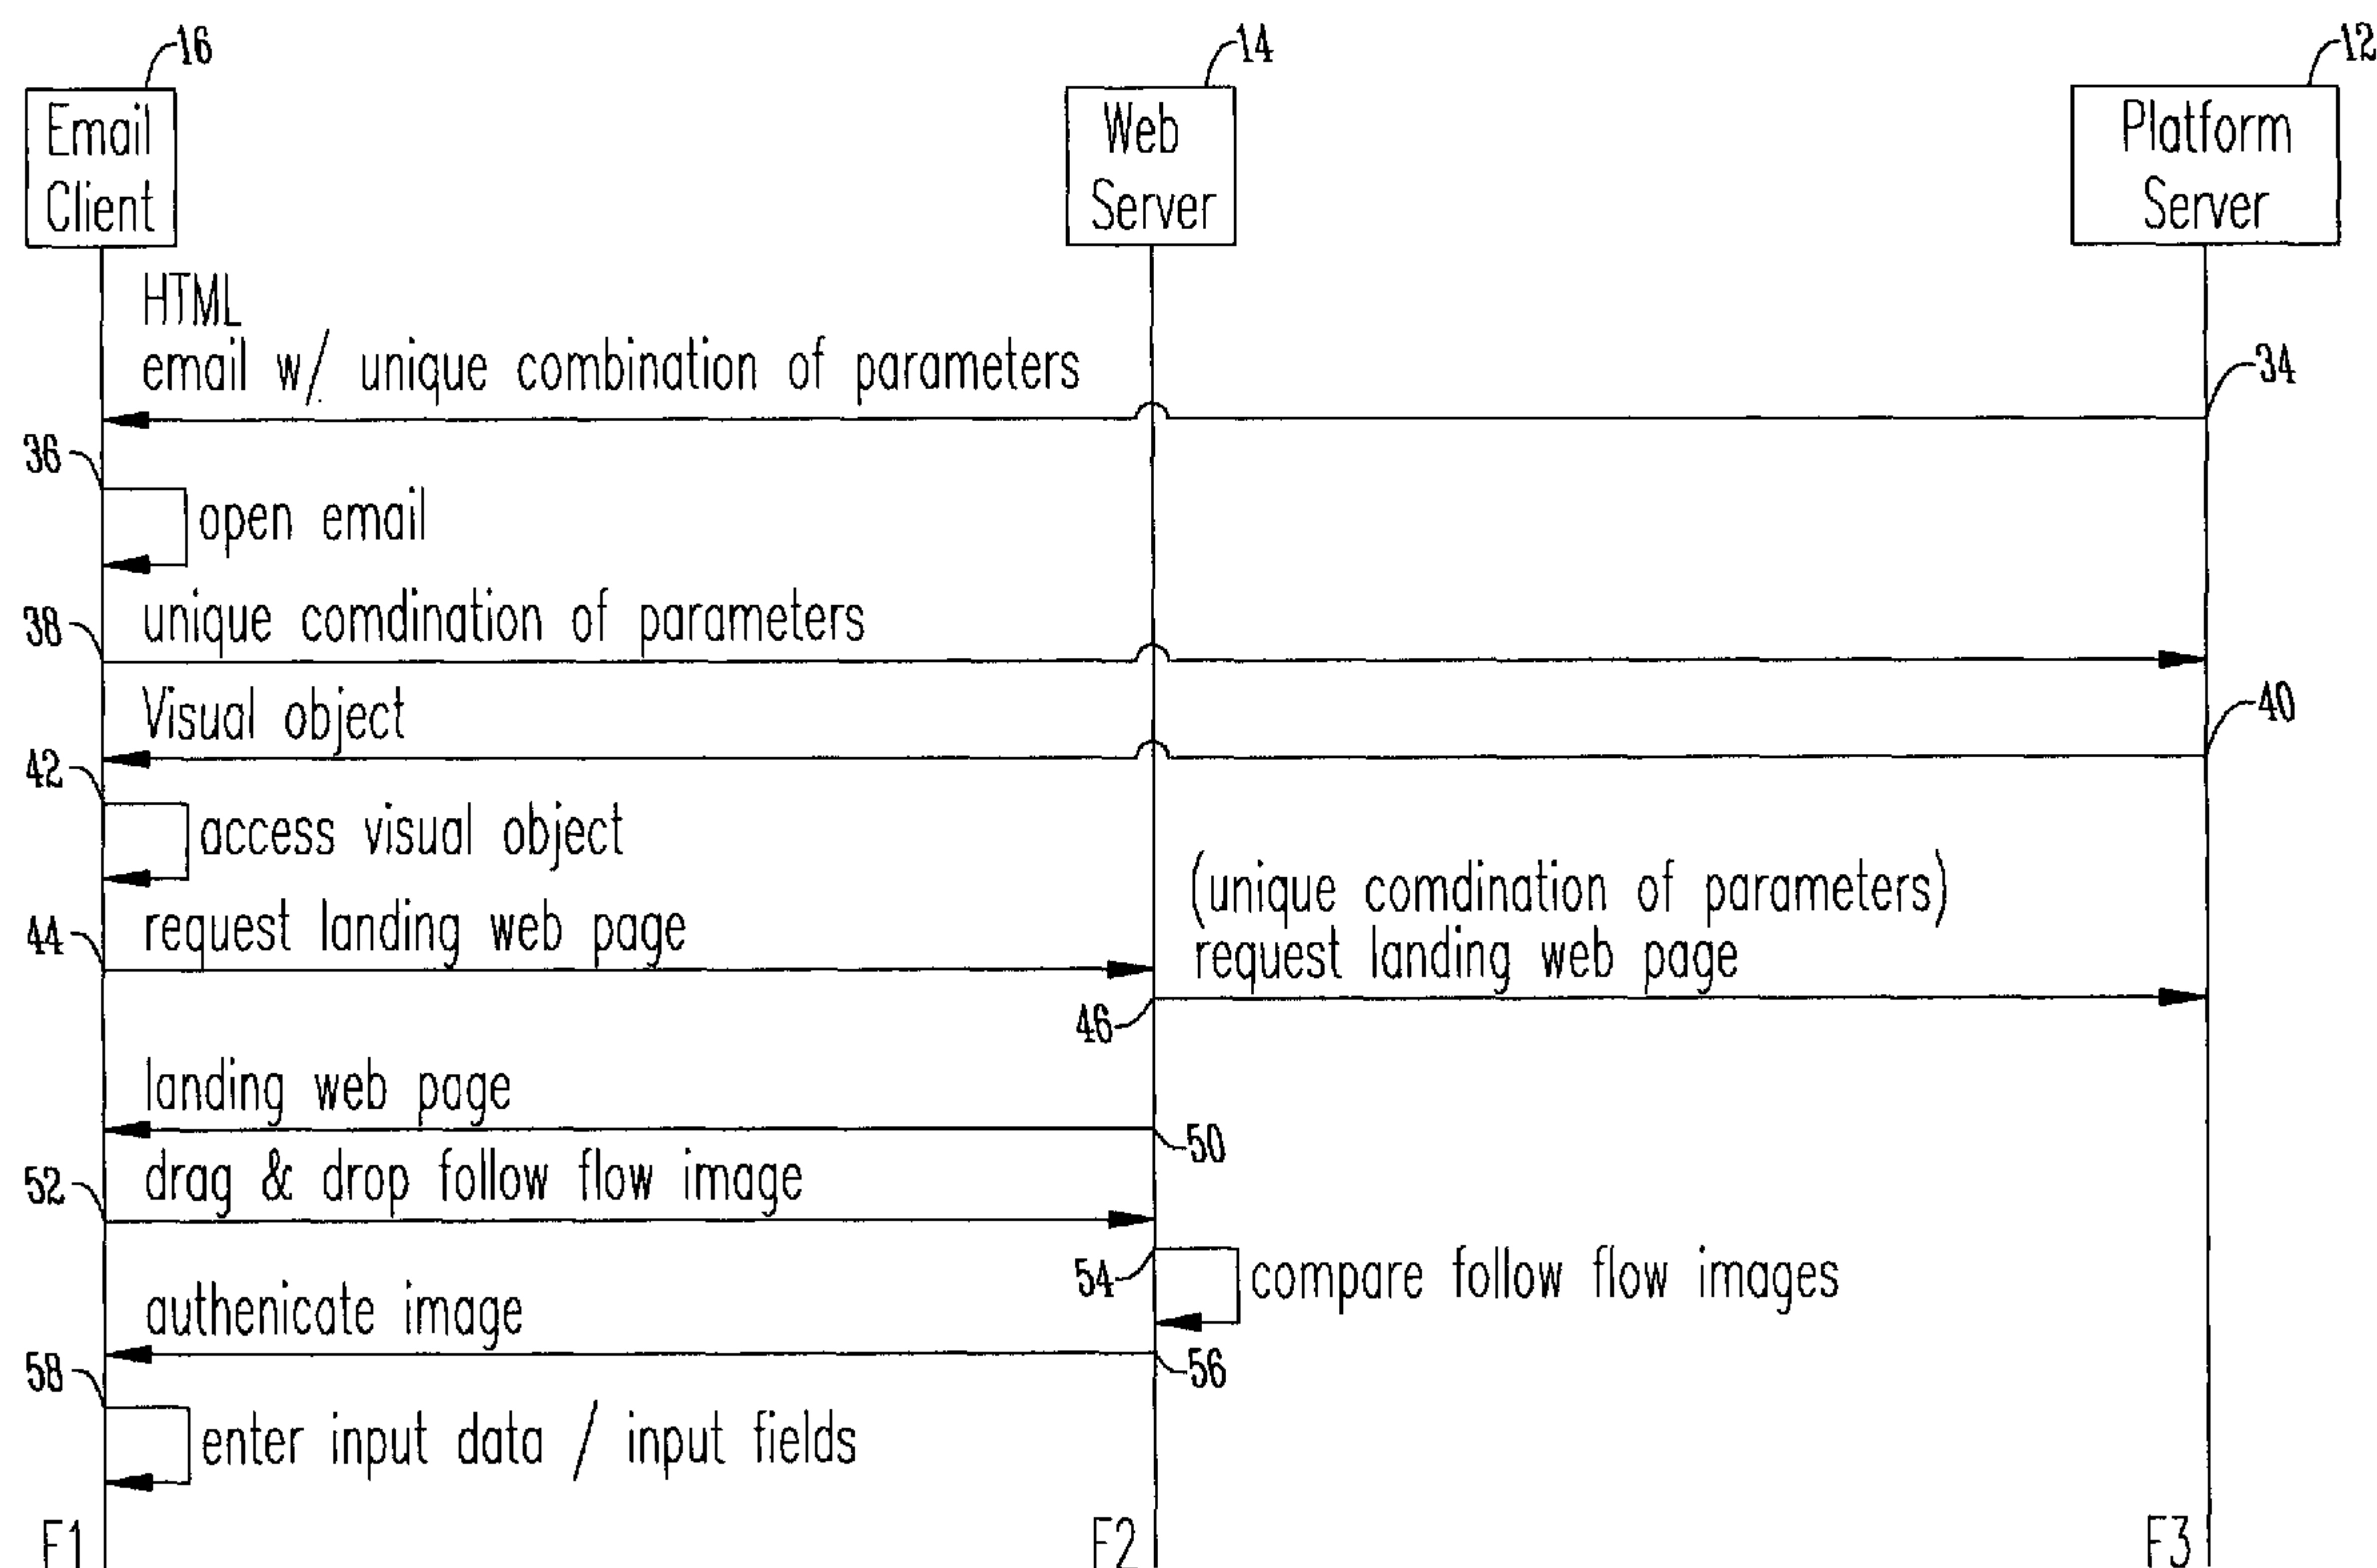 16
14
12
Email
Client
Web
Server
Platform
Server
HTML
email w/ unique combination of parameters
34
36
open email
38
unique comdination of parameters
Visual object
40
42
access visual object
(unique comdination of parameters)
44
request landing web page
request landing web page
46
landing web page
50
52
drag & drop follow flow image
54
compare follow flow images
authenicate image
56
58
enter input data / input fields
F1
F2
F3